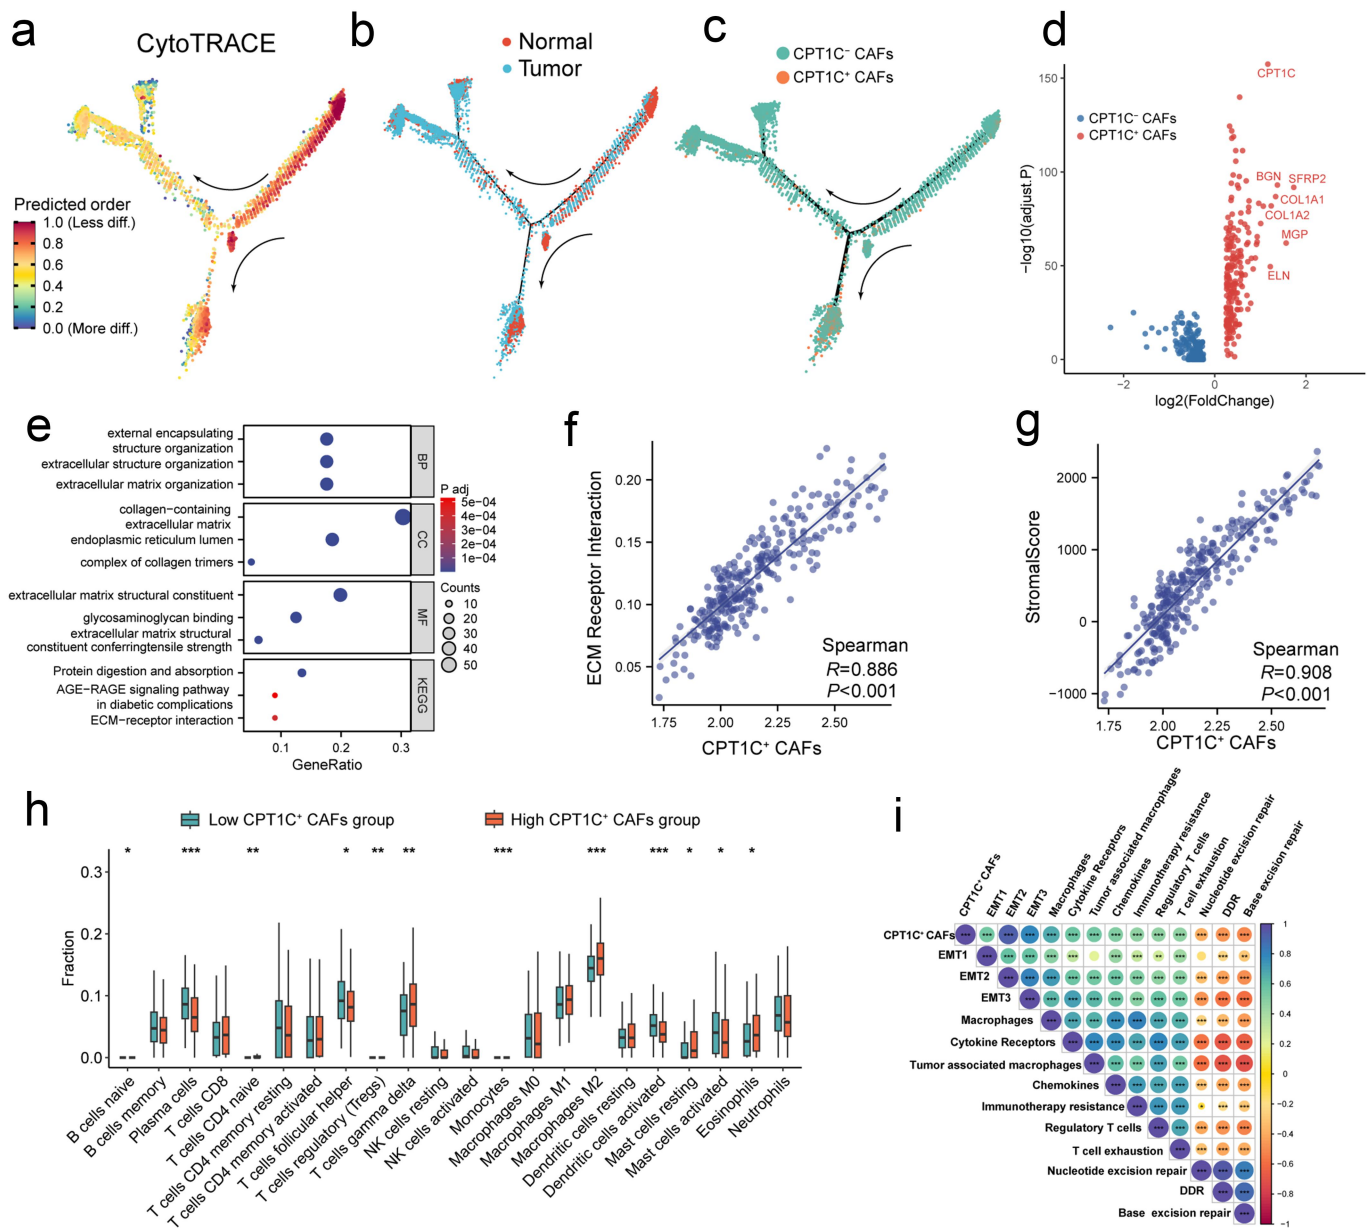 a
CytoTRACE
Predicted order
1.0 (Less diff.)
0.8
0.6
0.4
0.2
0.0 (More diff.)
b
Normal
Tumor
c
CPT1C⁻ CAFs
CPT1C⁺ CAFs
d
CPT1C⁻ CAFs
CPT1C⁺ CAFs
CPT1C
BGN
SFRP2
COL1A1
COL1A2
MGP
ELN
150
100
50
0
−log10(adjust.P)
−2
0
2
log2(FoldChange)
e
external encapsulating
structure organization
extracellular structure organization
extracellular matrix organization
collagen−containing
extracellular matrix
endoplasmic reticulum lumen
complex of collagen trimers
extracellular matrix structural constituent
glycosaminoglycan binding
extracellular matrix structural
constituent conferringtensile strength
Protein digestion and absorption
AGE−RAGE signaling pathway
in diabetic complications
ECM−receptor interaction
BP
CC
MF
KEGG
0.1
0.2
0.3
GeneRatio
P adj
5e−04
4e−04
3e−04
2e−04
1e−04
Counts
10
20
30
40
50
f
ECM Receptor Interaction
0.20
0.15
0.10
0.05
Spearman
R=0.886
P<0.001
1.75
2.00
2.25
2.50
CPT1C⁺ CAFs
g
StromalScore
2000
1000
0
−1000
Spearman
R=0.908
P<0.001
1.75
2.00
2.25
2.50
CPT1C⁺ CAFs
h
Low CPT1C⁺ CAFs group
High CPT1C⁺ CAFs group
* *** ** * ** ** *** *** *** * * *
Fraction
0.3
0.2
0.1
0.0
B cells naive
B cells memory
Plasma cells
T cells CD8
T cells CD4 naive
T cells CD4 memory resting
T cells CD4 memory activated
T cells follicular helper
T cells regulatory (Tregs)
T cells gamma delta
NK cells resting
NK cells activated
Monocytes
Macrophages M0
Macrophages M1
Macrophages M2
Dendritic cells resting
Dendritic cells activated
Mast cells resting
Mast cells activated
Eosinophils
Neutrophils
i
CPT1C⁺ CAFs
EMT1
EMT2
EMT3
Macrophages
Cytokine Receptors
Tumor associated macrophages
Chemokines
Immunotherapy resistance
Regulatory T cells
T cell exhaustion
Nucleotide excision repair
DDR
Base excision repair
CPT1C⁺ CAFs
EMT1
EMT2
EMT3
Macrophages
Cytokine Receptors
Tumor associated macrophages
Chemokines
Immunotherapy resistance
Regulatory T cells
T cell exhaustion
Nucleotide excision repair
DDR
Base excision repair
1
0.8
0.6
0.4
0.2
0
−0.2
−0.4
−0.6
−0.8
−1